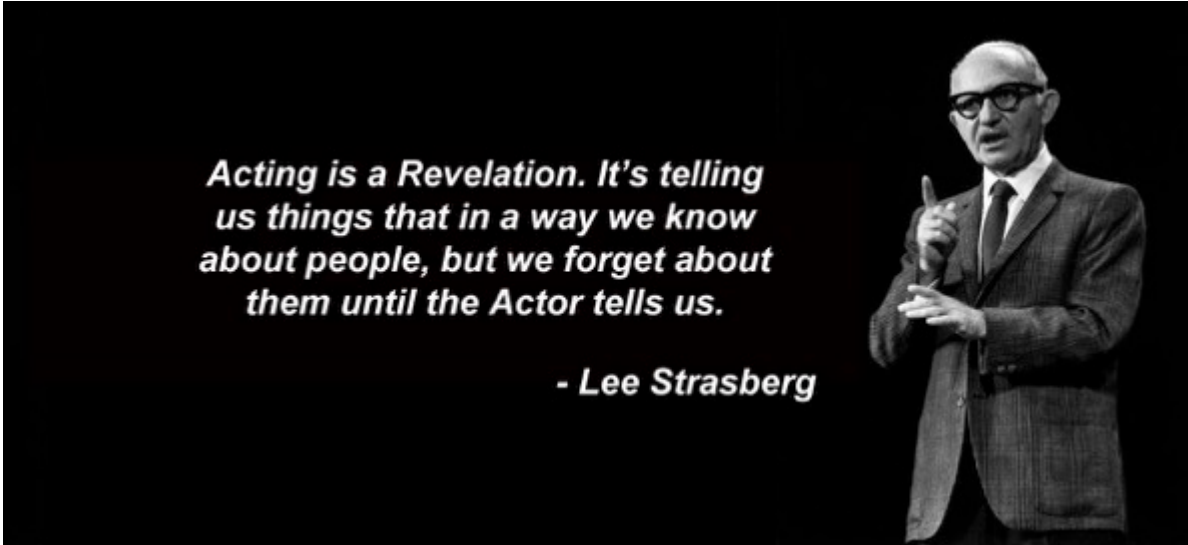 Acting is a Revelation. It’s telling
us things that in a way we know
about people, but we forget about
them until the Actor tells us.
- Lee Strasberg